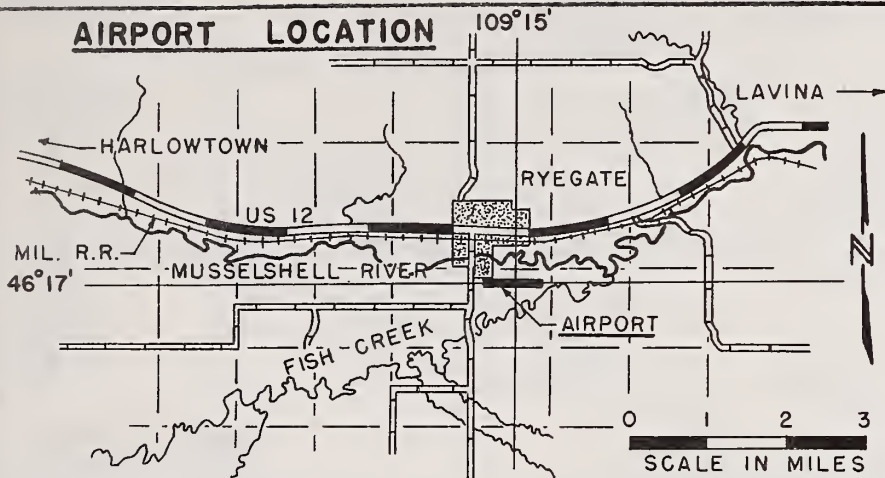 AIRPORT LOCATION
109°15'
LAVINA
HARLOWTOWN
RYEGATE
US 12
MIL. R.R.
MUSSELSHELL RIVER
46°17'
AIRPORT
FISH CREEK
N
0 1 2 3
SCALE IN MILES